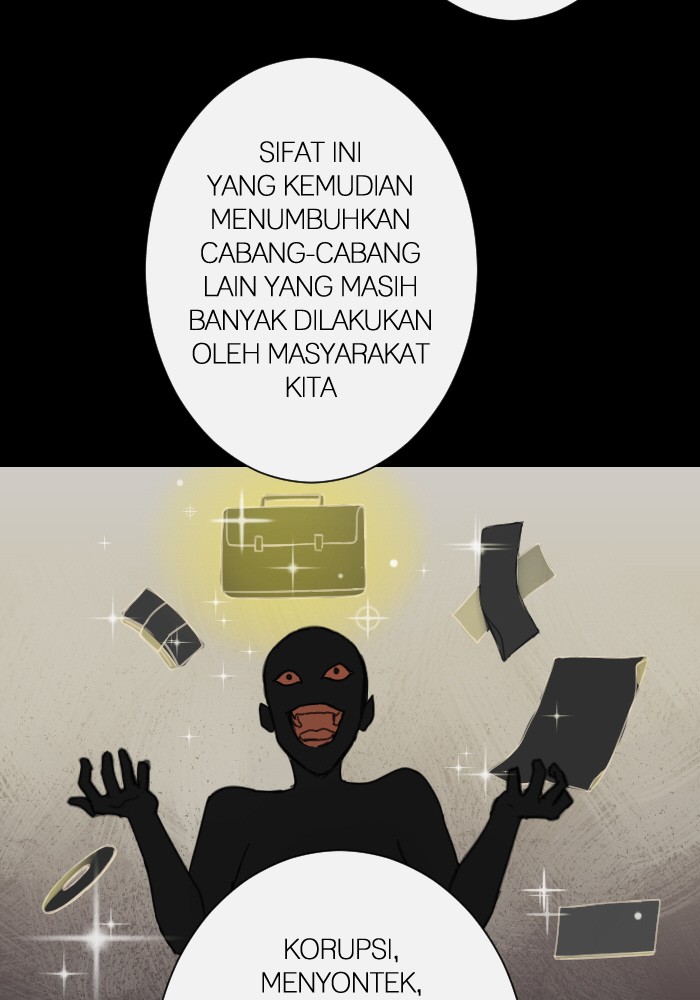 SIFAT INI
YANG KEMUDIAN
MENUMBUHKAN
CABANG-CABANG
LAIN YANG MASIH
BANYAK DILAKUKAN
OLEH MASYARAKAT
KITA
KORUPSI,
MENYONTEK,